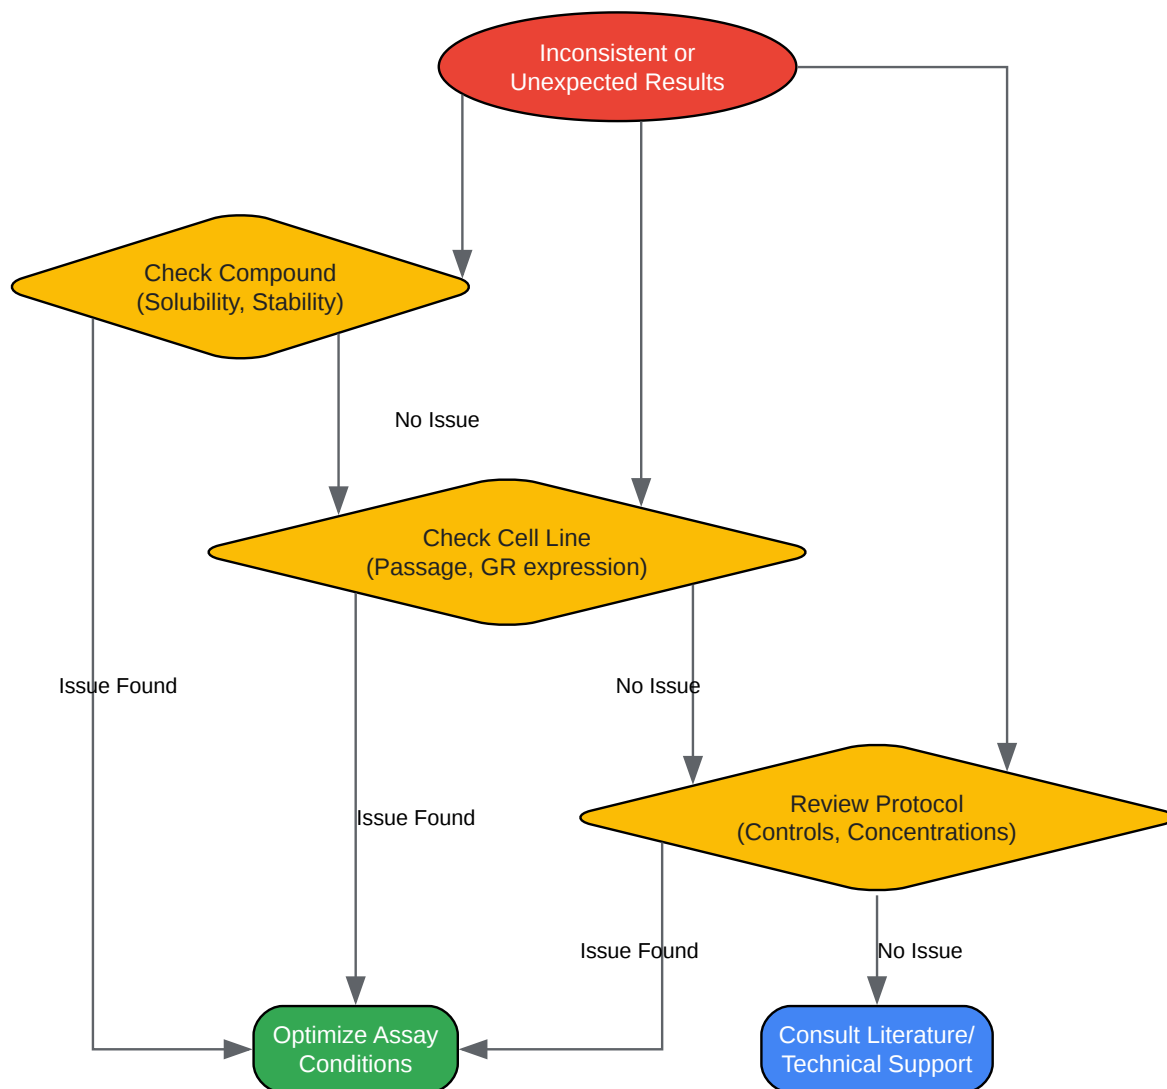 Inconsistent or
Unexpected Results
Check Compound
(Solubility, Stability)
No Issue
Check Cell Line
(Passage, GR expression)
Issue Found
No Issue
Review Protocol
(Controls, Concentrations)
Issue Found
Issue Found
No Issue
Optimize Assay
Conditions
Consult Literature/
Technical Support